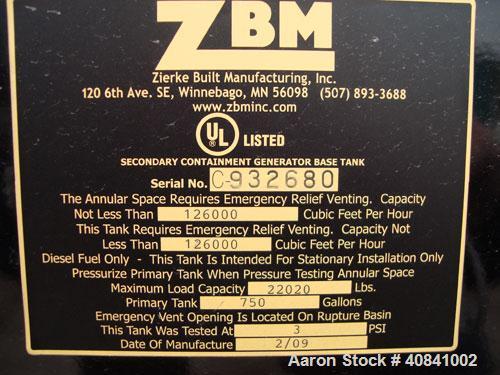 ZBM
Zierke Built Manufacturing, Inc.
120 6th Ave. SE, Winnebago, MN 56098 (507) 893-3688
www.zbminc.com
UL LISTED
SECONDARY CONTAINMENT GENERATOR BASE TANK
Serial No. C-932680
The Annular Space Requires Emergency Relief Venting. Capacity
Not Less Than 126000 Cubic Feet Per Hour
This Tank Requires Emergency Relief Venting. Capacity Not
Less Than 126000 Cubic Feet Per Hour
Diesel Fuel Only - This Tank Is Intended For Stationary Installation Only
Pressurize Primary Tank When Pressure Testing Annular Space
Maximum Load Capacity 22020 Lbs.
Primary Tank 750 Gallons
Emergency Vent Opening Is Located On Rupture Basin
This Tank Was Tested At 3 PSI
Date Of Manufacture 2/09
Aaron Stock # 40841002